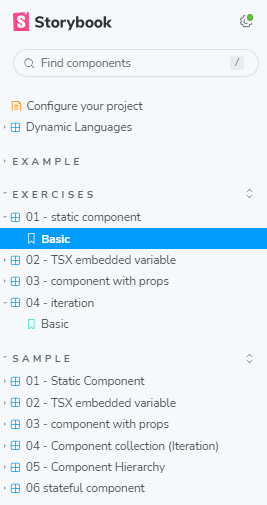 Storybook
Find components /
Configure your project
Dynamic Languages
EXAMPLE
EXERCISES
01 - static component
Basic
02 - TSX embedded variable
03 - component with props
04 - iteration
Basic
SAMPLE
01 - Static Component
02 - TSX embedded variable
03 - component with props
04 - Component collection (Iteration)
05 - Component Hierarchy
06 stateful component